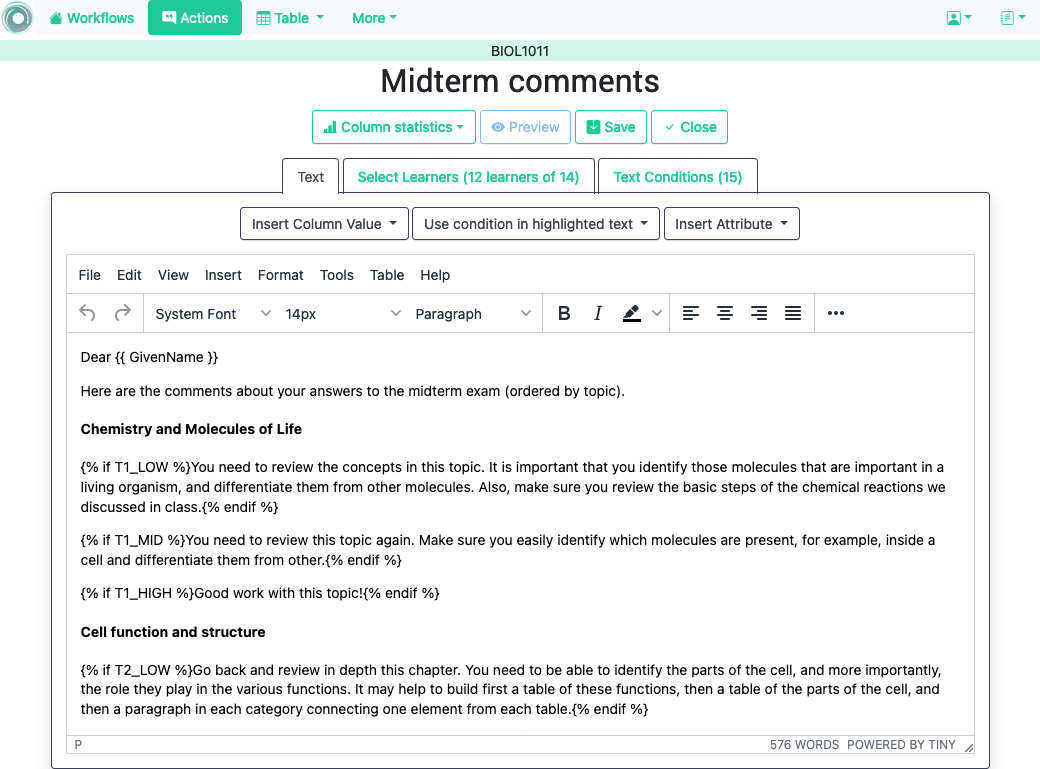 Workflows Actions Table More
BIOL1011
Midterm comments
Column statistics Preview Save Close
Text Select Learners (12 learners of 14) Text Conditions (15)
Insert Column Value Use condition in highlighted text Insert Attribute
File Edit View Insert Format Tools Table Help
System Font 14px Paragraph B I
Dear {{ GivenName }}
Here are the comments about your answers to the midterm exam (ordered by topic).
Chemistry and Molecules of Life
{% if T1_LOW %}You need to review the concepts in this topic. It is important that you identify those molecules that are important in a
living organism, and differentiate them from other molecules. Also, make sure you review the basic steps of the chemical reactions we
discussed in class.{% endif %}
{% if T1_MID %}You need to review this topic again. Make sure you easily identify which molecules are present, for example, inside a
cell and differentiate them from other.{% endif %}
{% if T1_HIGH %}Good work with this topic!{% endif %}
Cell function and structure
{% if T2_LOW %}Go back and review in depth this chapter. You need to be able to identify the parts of the cell, and more importantly,
the role they play in the various functions. It may help to build first a table of these functions, then a table of the parts of the cell, and
then a paragraph in each category connecting one element from each table.{% endif %}
P 576 WORDS POWERED BY TINY